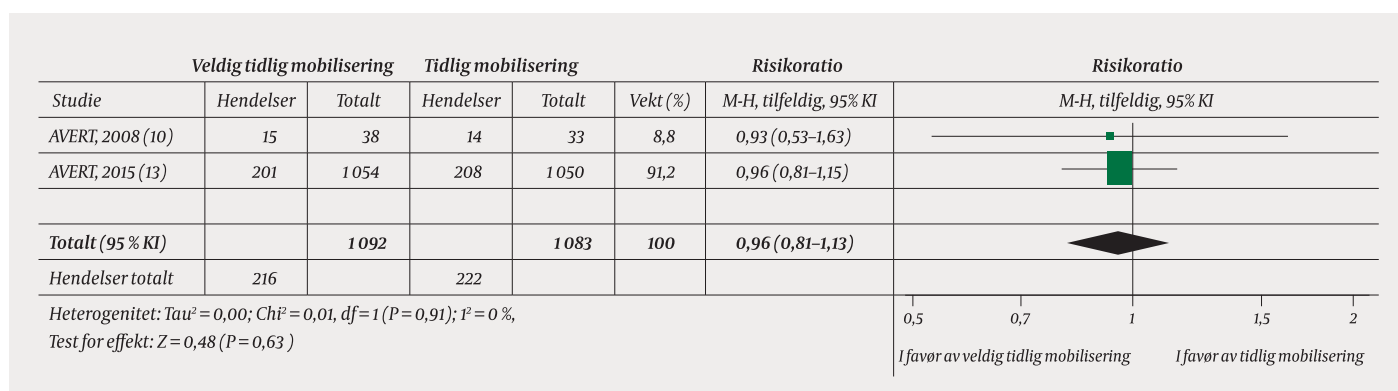 Veldig tidlig mobilisering Tidlig mobilisering Risikoratio Risikoratio
Studie Hendelser Totalt Hendelser Totalt Vekt (%) M-H, tilfeldig, 95% KI M-H, tilfeldig, 95% KI
AVERT, 2008 (10) 15 38 14 33 8,8 0,93 (0,53–1,63)
AVERT, 2015 (13) 201 1 054 208 1 050 91,2 0,96 (0,81–1,15)
Totalt (95 % KI) 1 092 1 083 100 0,96 (0,81–1,13)
Hendelser totalt 216 222
Heterogenitet: Tau² = 0,00; Chi² = 0,01, df = 1 (P = 0,91); I² = 0 %,
Test for effekt: Z = 0,48 (P = 0,63 )
0,5 0,7 1 1,5 2
I favør av veldig tidlig mobilisering I favør av tidlig mobilisering